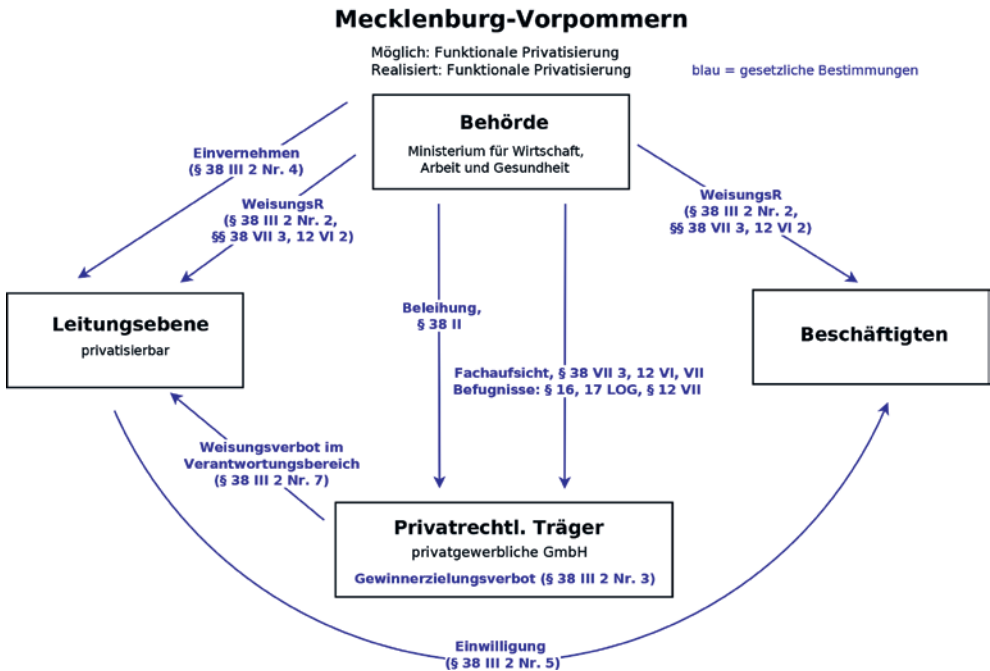 Mecklenburg-Vorpommern
Möglich: Funktionale Privatisierung
Realisiert: Funktionale Privatisierung
blau = gesetzliche Bestimmungen
Behörde
Ministerium für Wirtschaft,
Arbeit und Gesundheit
Einvernehmen
(§ 38 III 2 Nr. 4)
WeisungsR
(§ 38 III 2 Nr. 2,
§§ 38 VII 3, 12 VI 2)
WeisungsR
(§ 38 III 2 Nr. 2,
§§ 38 VII 3, 12 VI 2)
Leitungsebene
privatisierbar
Beleihung,
§ 38 II
Beschäftigten
Fachaufsicht, § 38 VII 3, 12 VI, VII
Befugnisse: § 16, 17 LOG, § 12 VII
Weisungsverbot im
Verantwortungsbereich
(§ 38 III 2 Nr. 7)
Privatrechtl. Träger
privatgewerbliche GmbH
Gewinnerzielungsverbot (§ 38 III 2 Nr. 3)
Einwilligung
(§ 38 III 2 Nr. 5)